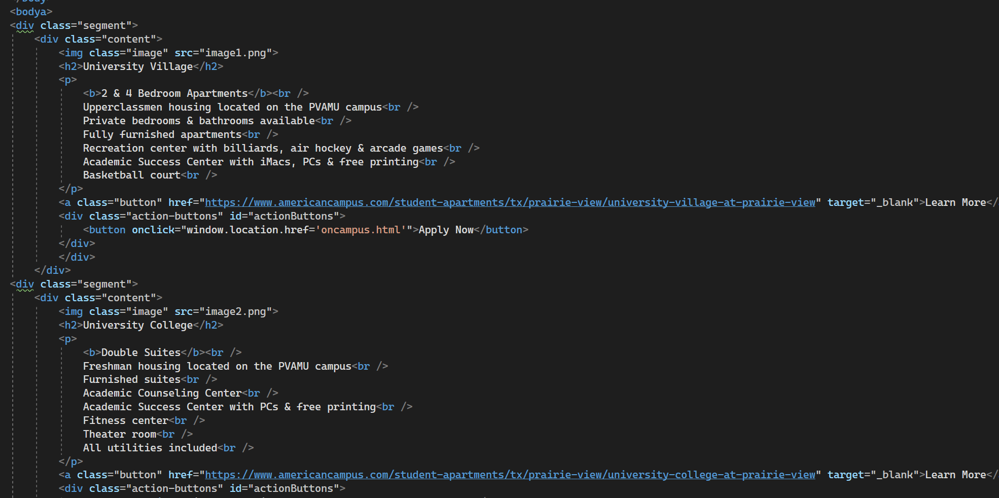 </body>
<bodya>
<div class="segment">
<div class="content">
<img class="image" src="image1.png">
<h2>University Village</h2>
<p>
<b>2 & 4 Bedroom Apartments</b><br />
Upperclassmen housing located on the PVAMU campus<br />
Private bedrooms & bathrooms available<br />
Fully furnished apartments<br />
Recreation center with billiards, air hockey & arcade games<br />
Academic Success Center with iMacs, PCs & free printing<br />
Basketball court<br />
</p>
<a class="button" href="https://www.americancampus.com/student-apartments/tx/prairie-view/university-village-at-prairie-view" target="_blank">Learn More</
<div class="action-buttons" id="actionButtons">
<button onclick="window.location.href='oncampus.html'">Apply Now</button>
</div>
</div>
</div>
<div class="segment">
<div class="content">
<img class="image" src="image2.png">
<h2>University College</h2>
<p>
<b>Double Suites</b><br />
Freshman housing located on the PVAMU campus<br />
Furnished suites<br />
Academic Counseling Center<br />
Academic Success Center with PCs & free printing<br />
Fitness center<br />
Theater room<br />
All utilities included<br />
</p>
<a class="button" href="https://www.americancampus.com/student-apartments/tx/prairie-view/university-college-at-prairie-view" target="_blank">Learn More</
<div class="action-buttons" id="actionButtons">